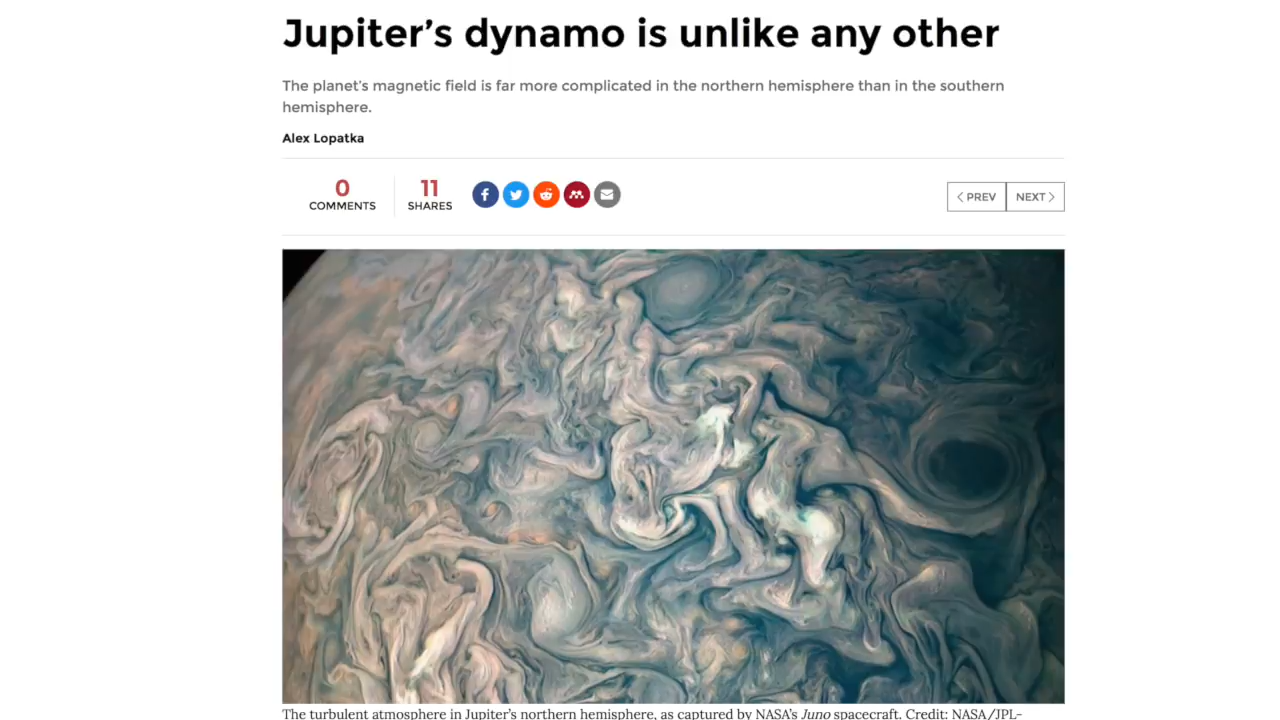 Jupiter's dynamo is unlike any other
The planet's magnetic field is far more complicated in the northern hemisphere than in the southern
hemisphere.
Alex Lopatka
0
COMMENTS
11
SHARES
PREV
NEXT
The turbulent atmosphere in Jupiter's northern hemisphere, as captured by NASA's Juno spacecraft. Credit: NASA/JPL-